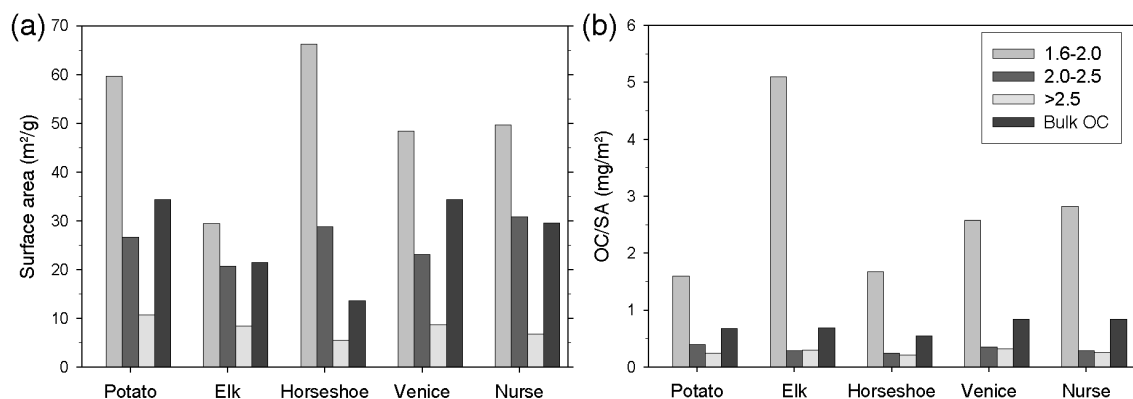 (a)
Surface area (m²/g)
70
60
50
40
30
20
10
0
Potato Elk Horseshoe Venice Nurse
(b)
OC/SA (mg/m²)
6
5
4
3
2
1
0
Potato Elk Horseshoe Venice Nurse
1.6-2.0
2.0-2.5
>2.5
Bulk OC